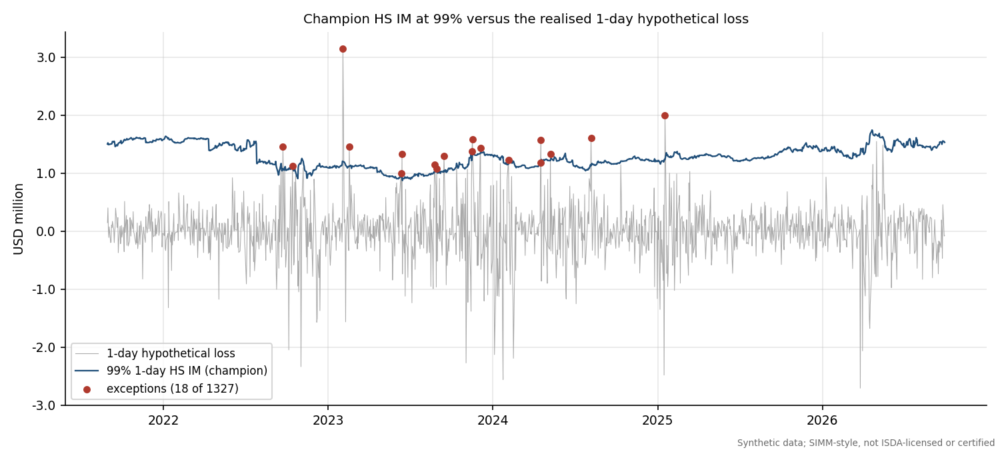 Champion HS IM at 99% versus the realised 1-day hypothetical loss
USD million
3.0
2.0
1.0
0.0
-1.0
-2.0
-3.0
1-day hypothetical loss
99% 1-day HS IM (champion)
exceptions (18 of 1327)
2022
2023
2024
2025
2026
Synthetic data; SIMM-style, not ISDA-licensed or certified